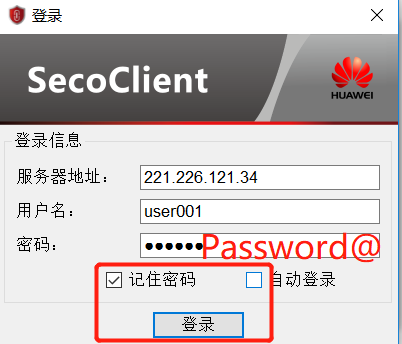 登录
SecoClient
HUAWEI
登录信息
服务器地址: 221.226.121.34
用户名: user001
密码: ●●●●●●Password@
记住密码 自动登录
登录